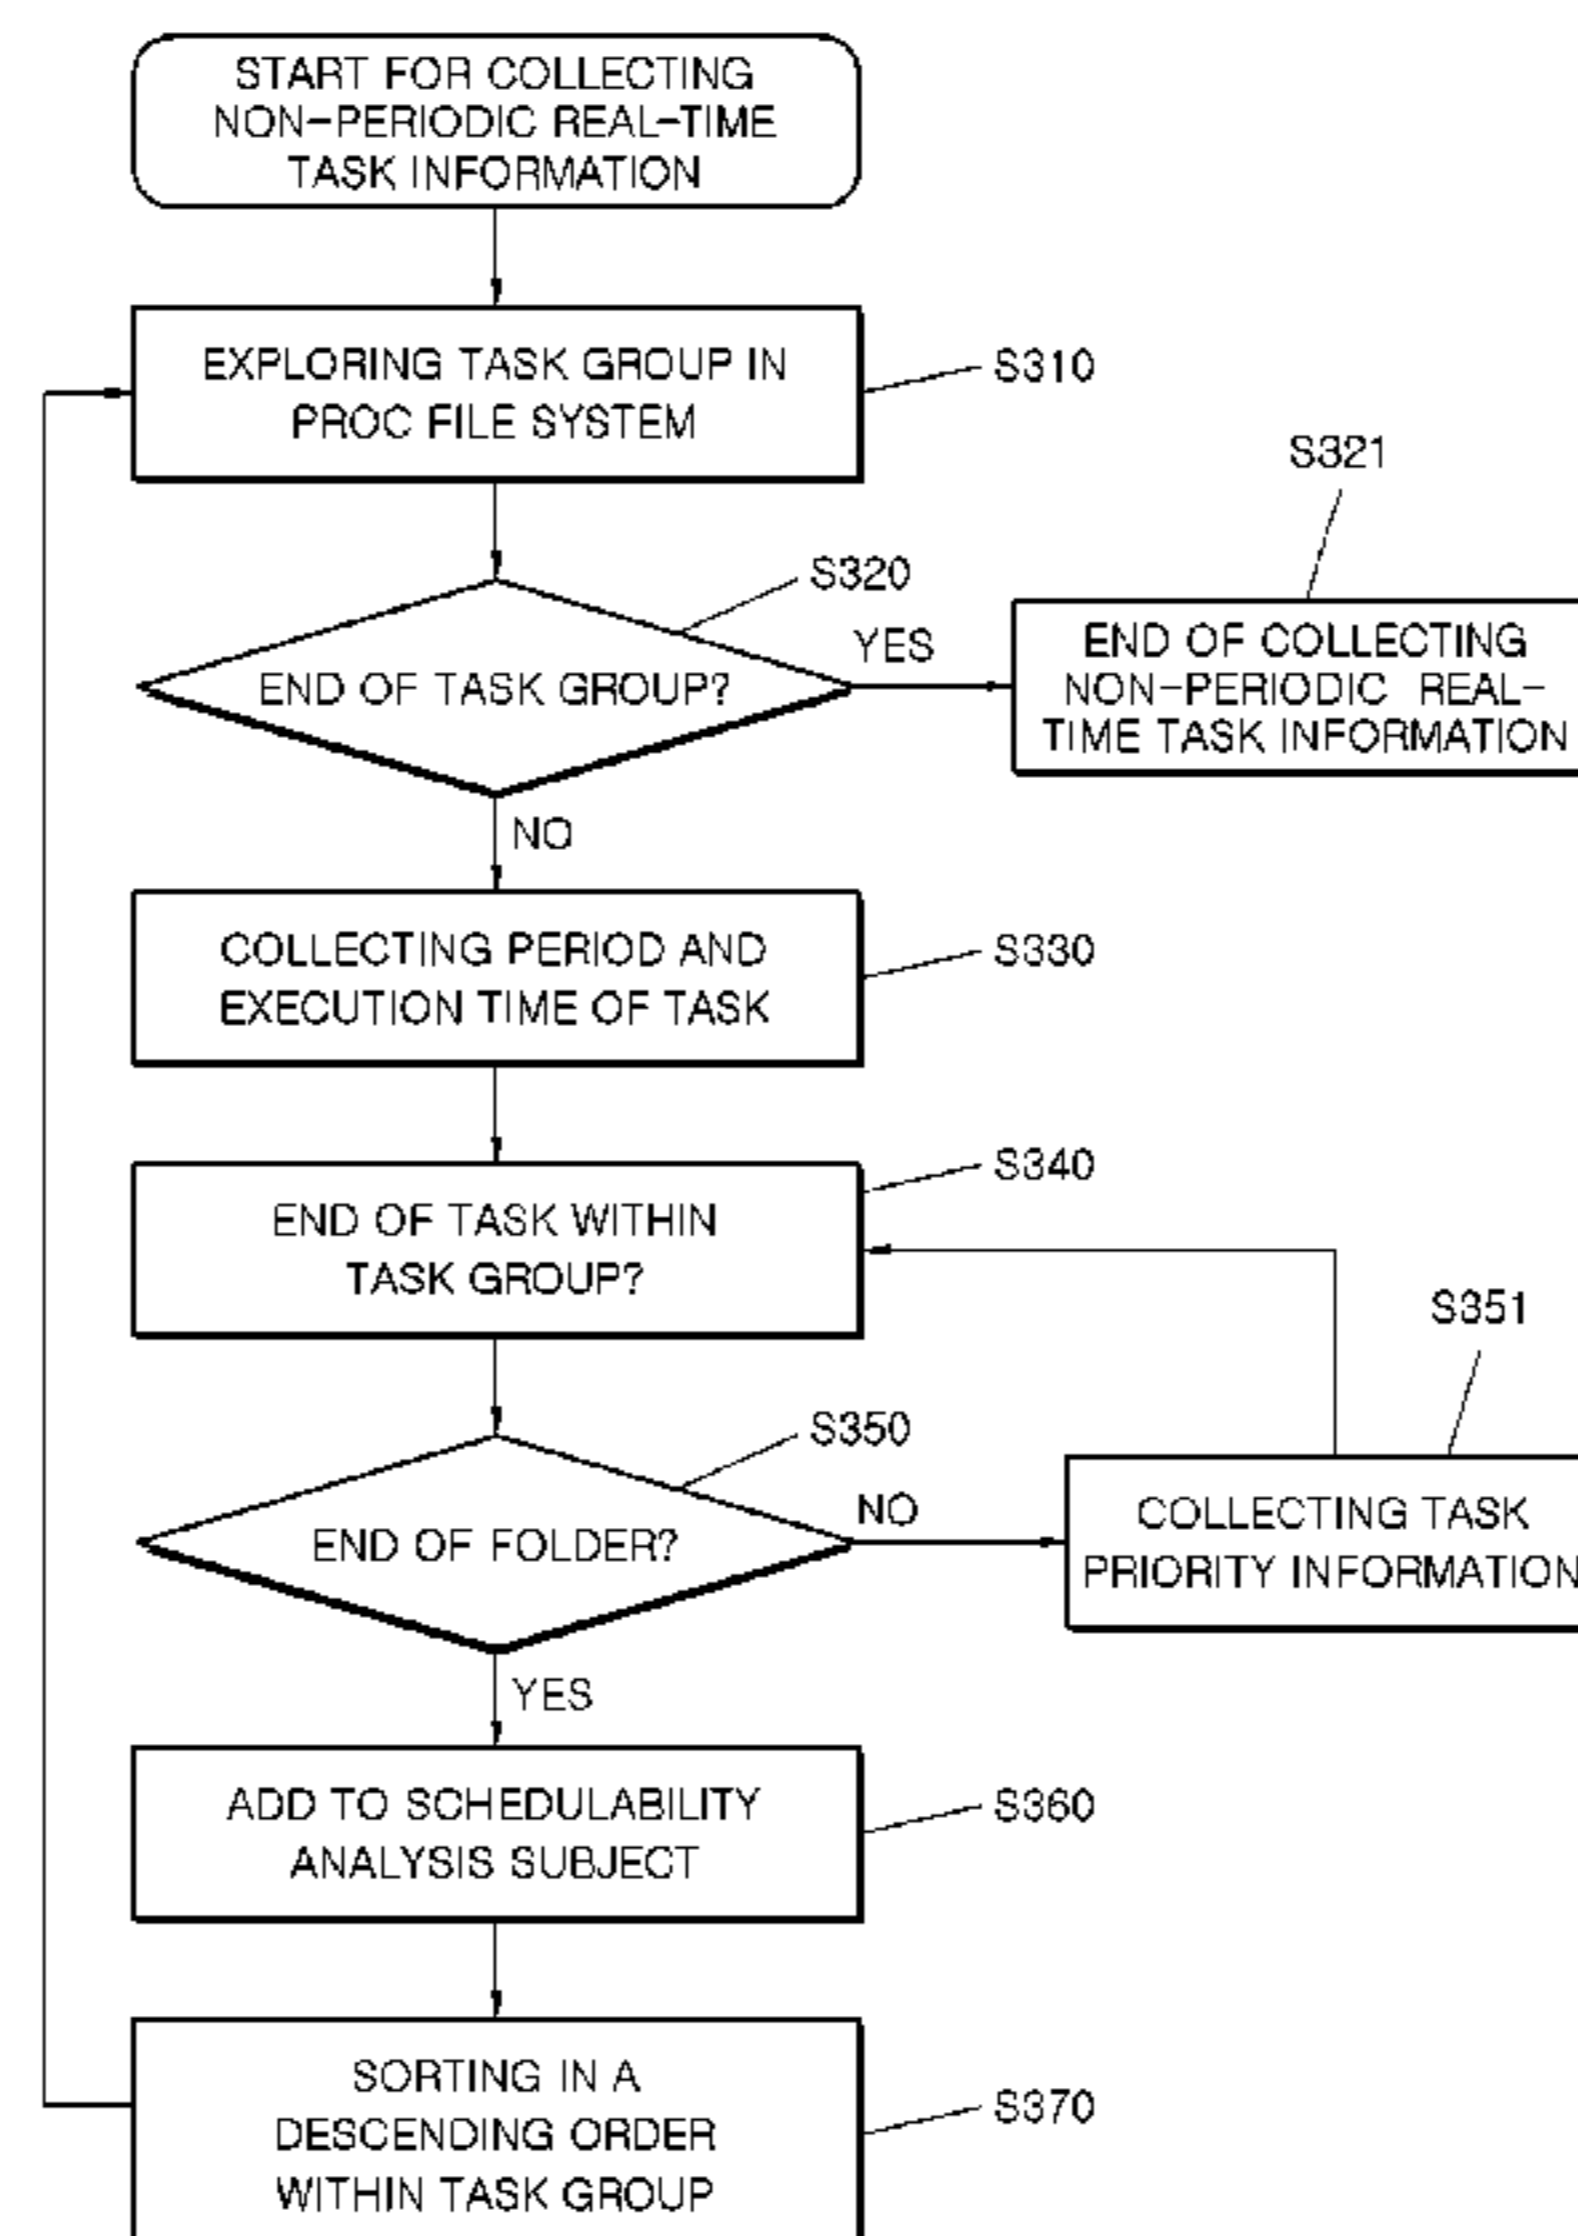 START FOR COLLECTING
NON-PERIODIC REAL-TIME
TASK INFORMATION
EXPLORING TASK GROUP IN
PROC FILE SYSTEM
S310
S321
S320
END OF TASK GROUP?
YES
END OF COLLECTING
NON-PERIODIC REAL-
TIME TASK INFORMATION
NO
COLLECTING PERIOD AND
EXECUTION TIME OF TASK
S330
END OF TASK WITHIN
TASK GROUP?
S340
S351
S350
END OF FOLDER?
NO
COLLECTING TASK
PRIORITY INFORMATION
YES
ADD TO SCHEDULABILITY
ANALYSIS SUBJECT
S360
SORTING IN A
DESCENDING ORDER
WITHIN TASK GROUP
S370